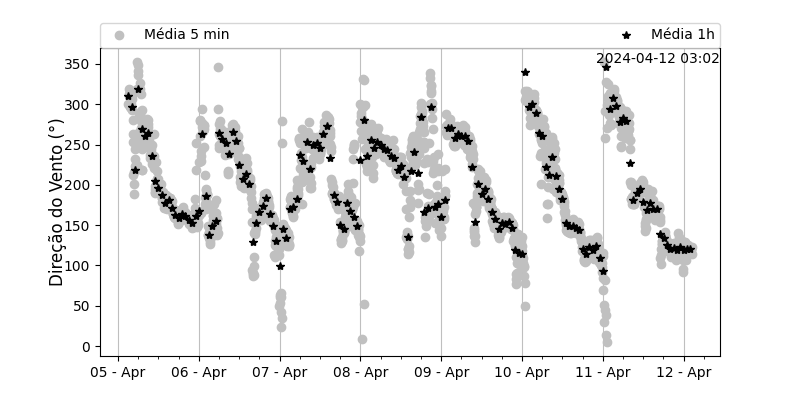 Média 5 min
Média 1h
2024-04-12 03:02
350
300
250
200
150
100
50
0
Direção do Vento (°)
05 - Apr
06 - Apr
07 - Apr
08 - Apr
09 - Apr
10 - Apr
11 - Apr
12 - Apr